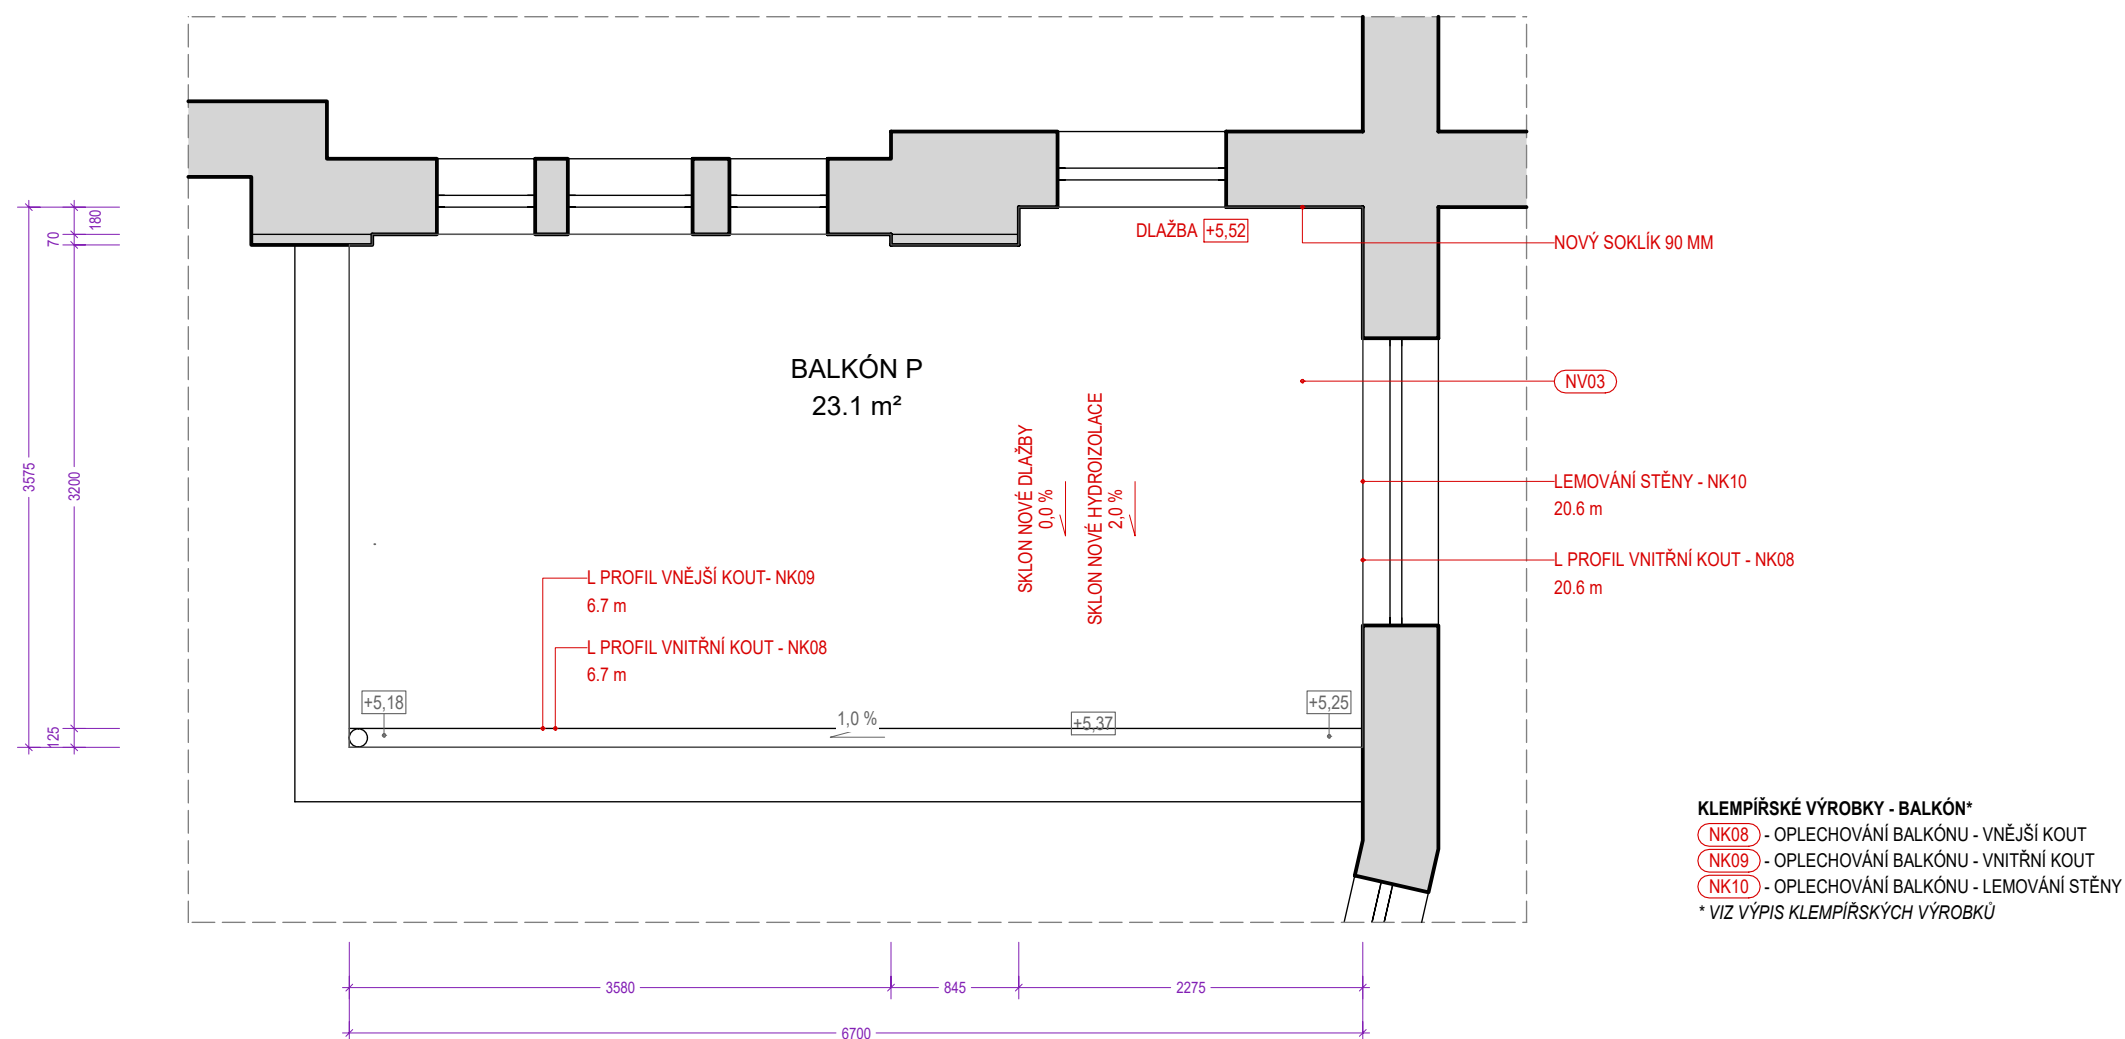 180
70
3575
3200
125
DLAŽBA +5,52
NOVÝ SOKLÍK 90 MM
BALKÓN P
23.1 m²
NV03
SKLON NOVÉ DLAŽBY
0,0 %
SKLON NOVÉ HYDROIZOLACE
2,0 %
LEMOVÁNÍ STĚNY - NK10
20.6 m
L PROFIL VNITŘNÍ KOUT - NK08
20.6 m
L PROFIL VNĚJŠÍ KOUT- NK09
6.7 m
L PROFIL VNITŘNÍ KOUT - NK08
6.7 m
+5,18
1,0 %
+5,37
+5,25
KLEMPÍŘSKÉ VÝROBKY - BALKÓN*
NK08 - OPLECHOVÁNÍ BALKÓNU - VNĚJŠÍ KOUT
NK09 - OPLECHOVÁNÍ BALKÓNU - VNITŘNÍ KOUT
NK10 - OPLECHOVÁNÍ BALKÓNU - LEMOVÁNÍ STĚNY
* VIZ VÝPIS KLEMPÍŘSKÝCH VÝROBKŮ
3580
845
2275
6700